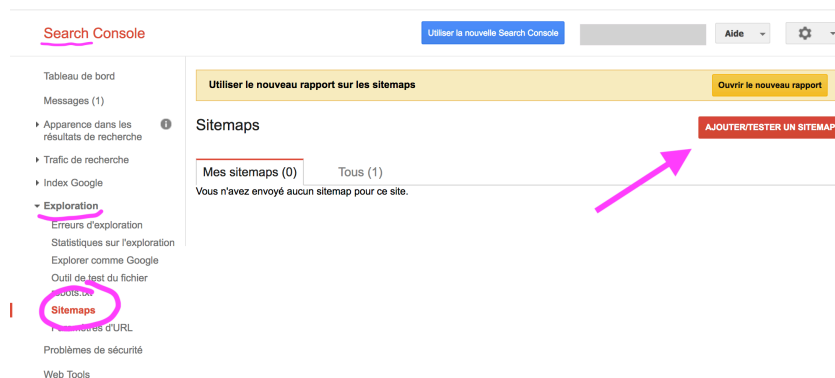 Search Console
Utiliser la nouvelle Search Console
Aide
Tableau de bord
Messages (1)
Apparence dans les
résultats de recherche
Trafic de recherche
Index Google
Exploration
Erreurs d'exploration
Statistiques sur l'exploration
Explorer comme Google
Outil de test du fichier
robots.txt
Sitemaps
Paramètres d'URL
Problèmes de sécurité
Web Tools
Utiliser le nouveau rapport sur les sitemaps
Ouvrir le nouveau rapport
Sitemaps
AJOUTER/TESTER UN SITEMAP
Mes sitemaps (0)
Tous (1)
Vous n'avez envoyé aucun sitemap pour ce site.